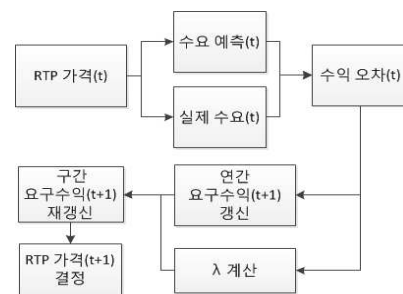 RTP 가격(t)
수요 예측(t)
실제 수요(t)
수익 오차(t)
구간
요구수익(t+1)
재갱신
연간
요구수익(t+1)
갱신
RTP 가격(t+1)
결정
λ 계산